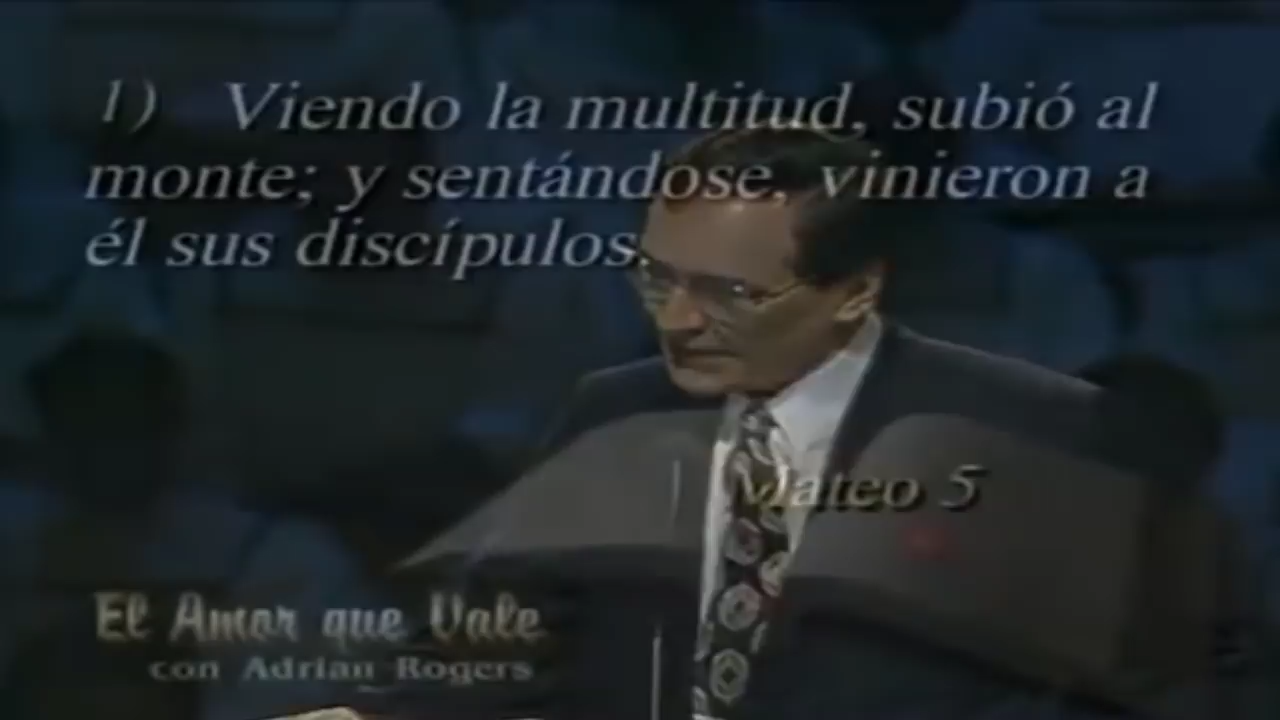 1) Viendo la multitud, subió al
monte; y sentándose, vinieron a
él sus discípulos.
Mateo 5
El Amor que Vale
con Adrian Rogers